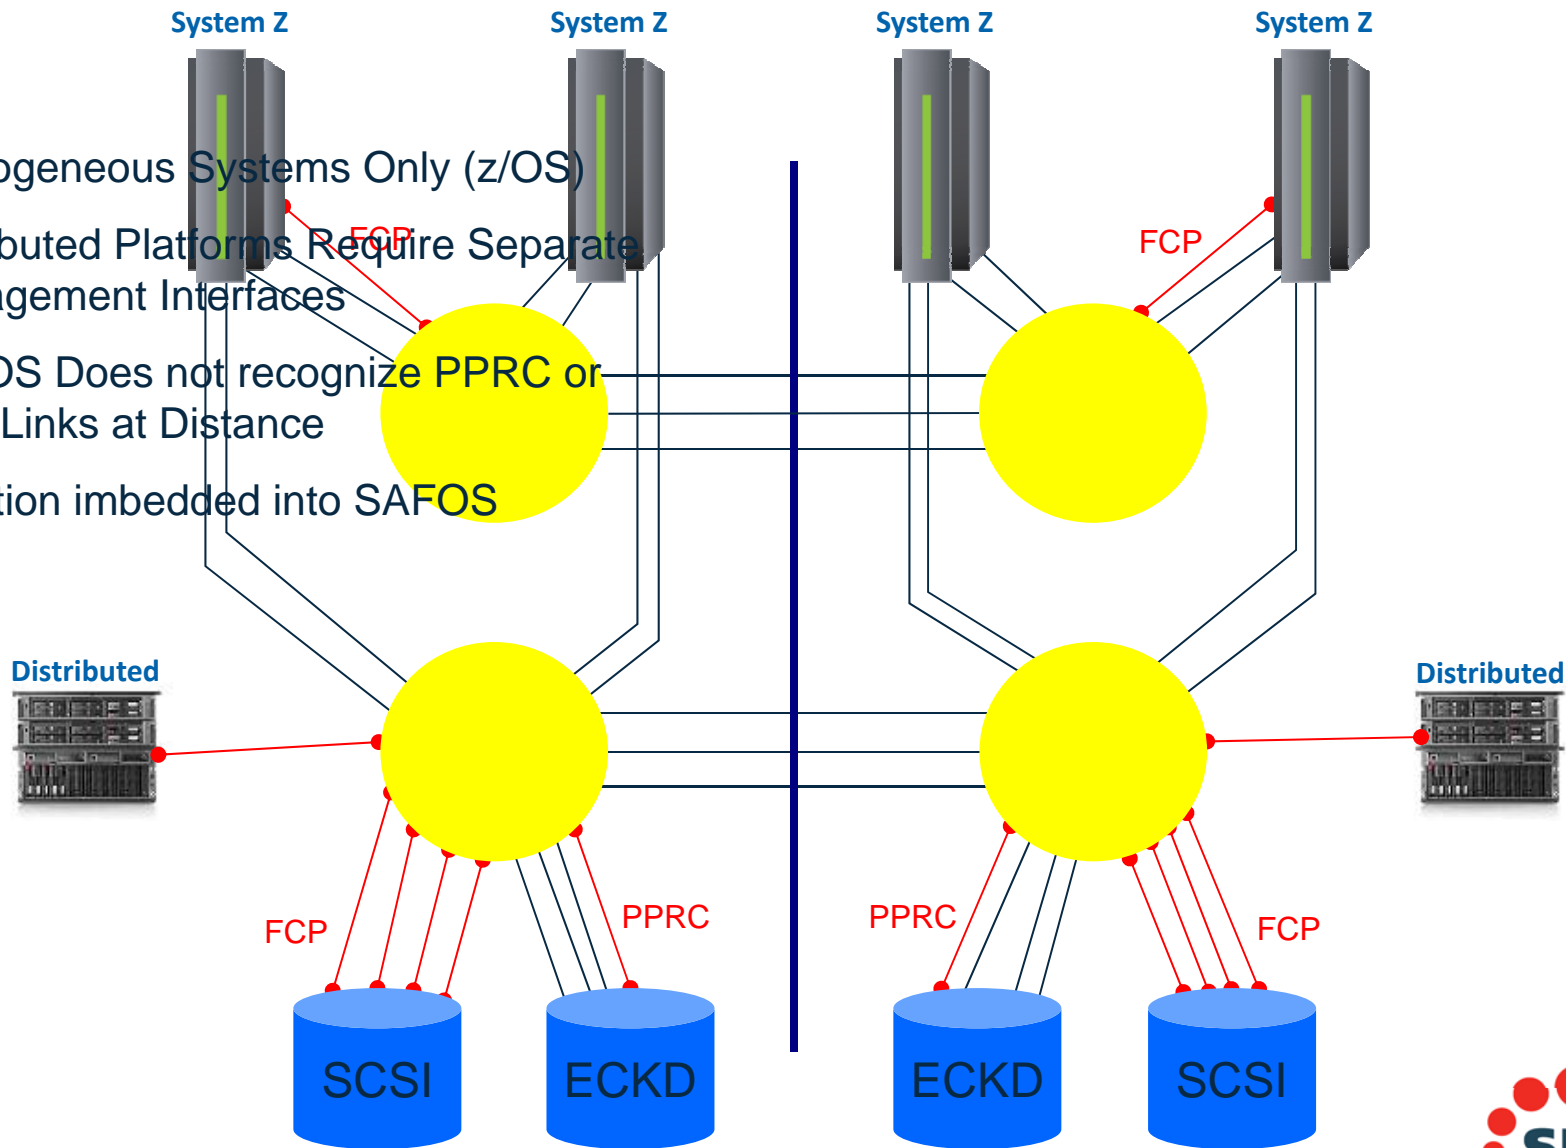 System Z
System Z
System Z
System Z
ogeneous Systems Only (z/OS)
FCP
FCP
buted Platforms Require Separate
agement Interfaces
OS Does not recognize PPRC or
Links at Distance
tion imbedded into SAFOS
Distributed
Distributed
FCP
PPRC
PPRC
FCP
SCSI
ECKD
ECKD
SCSI